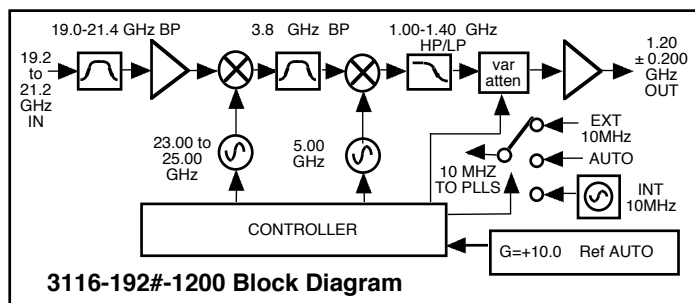 19.0-21.4 GHz BP
3.8 GHz BP
1.00-1.40 GHz
HP/LP
19.2
to
21.2
GHz
IN
var
atten
1.20
± 0.200
GHz
OUT
23.00 to
25.00
GHz
5.00
GHz
10 MHZ
TO PLLS
EXT
10MHz
AUTO
INT
10MHz
CONTROLLER
G=+10.0 Ref AUTO
3116-192#-1200 Block Diagram